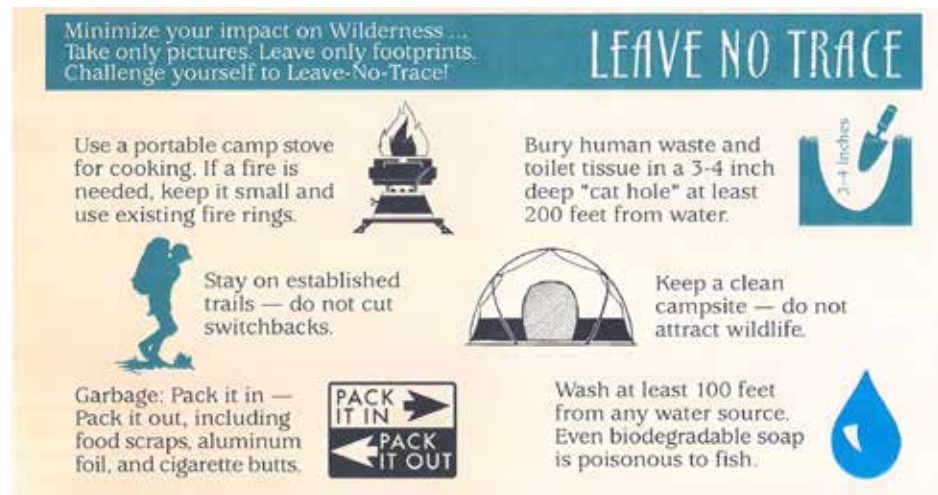 Minimize your impact on Wilderness ...
Take only pictures. Leave only footprints.
Challenge yourself to Leave-No-Trace!
LEAVE NO TRACE
Use a portable camp stove
for cooking. If a fire is
needed, keep it small and
use existing fire rings.
Bury human waste and
toilet tissue in a 3-4 inch
deep "cat hole" at least
200 feet from water.
3-4 inches
Stay on established
trails — do not cut
switchbacks.
Keep a clean
campsite — do not
attract wildlife.
Garbage: Pack it in —
Pack it out, including
food scraps, aluminum
foil, and cigarette butts.
PACK
IT IN
PACK
IT OUT
Wash at least 100 feet
from any water source.
Even biodegradable soap
is poisonous to fish.